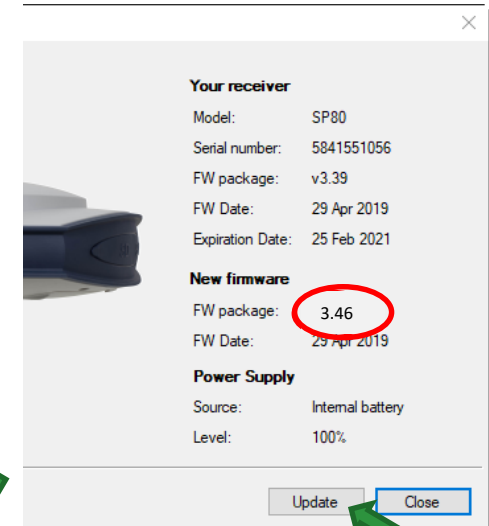 Your receiver
Model: SP80
Serial number: 5841551056
FW package: v3.39
FW Date: 29 Apr 2019
Expiration Date: 25 Feb 2021
New firmware
FW package: 3.46
FW Date: 29 Apr 2019
Power Supply
Source: Internal battery
Level: 100%
Update Close